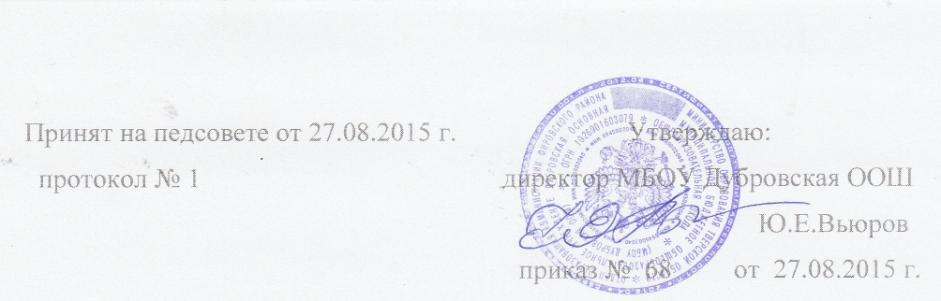 Принят на педсовете от 27.08.2015 г. Утверждаю:
протокол № 1 директор МБОУ Дубровская ООШ
Ю.Е.Вьюров
приказ № 68 от 27.08.2015 г.